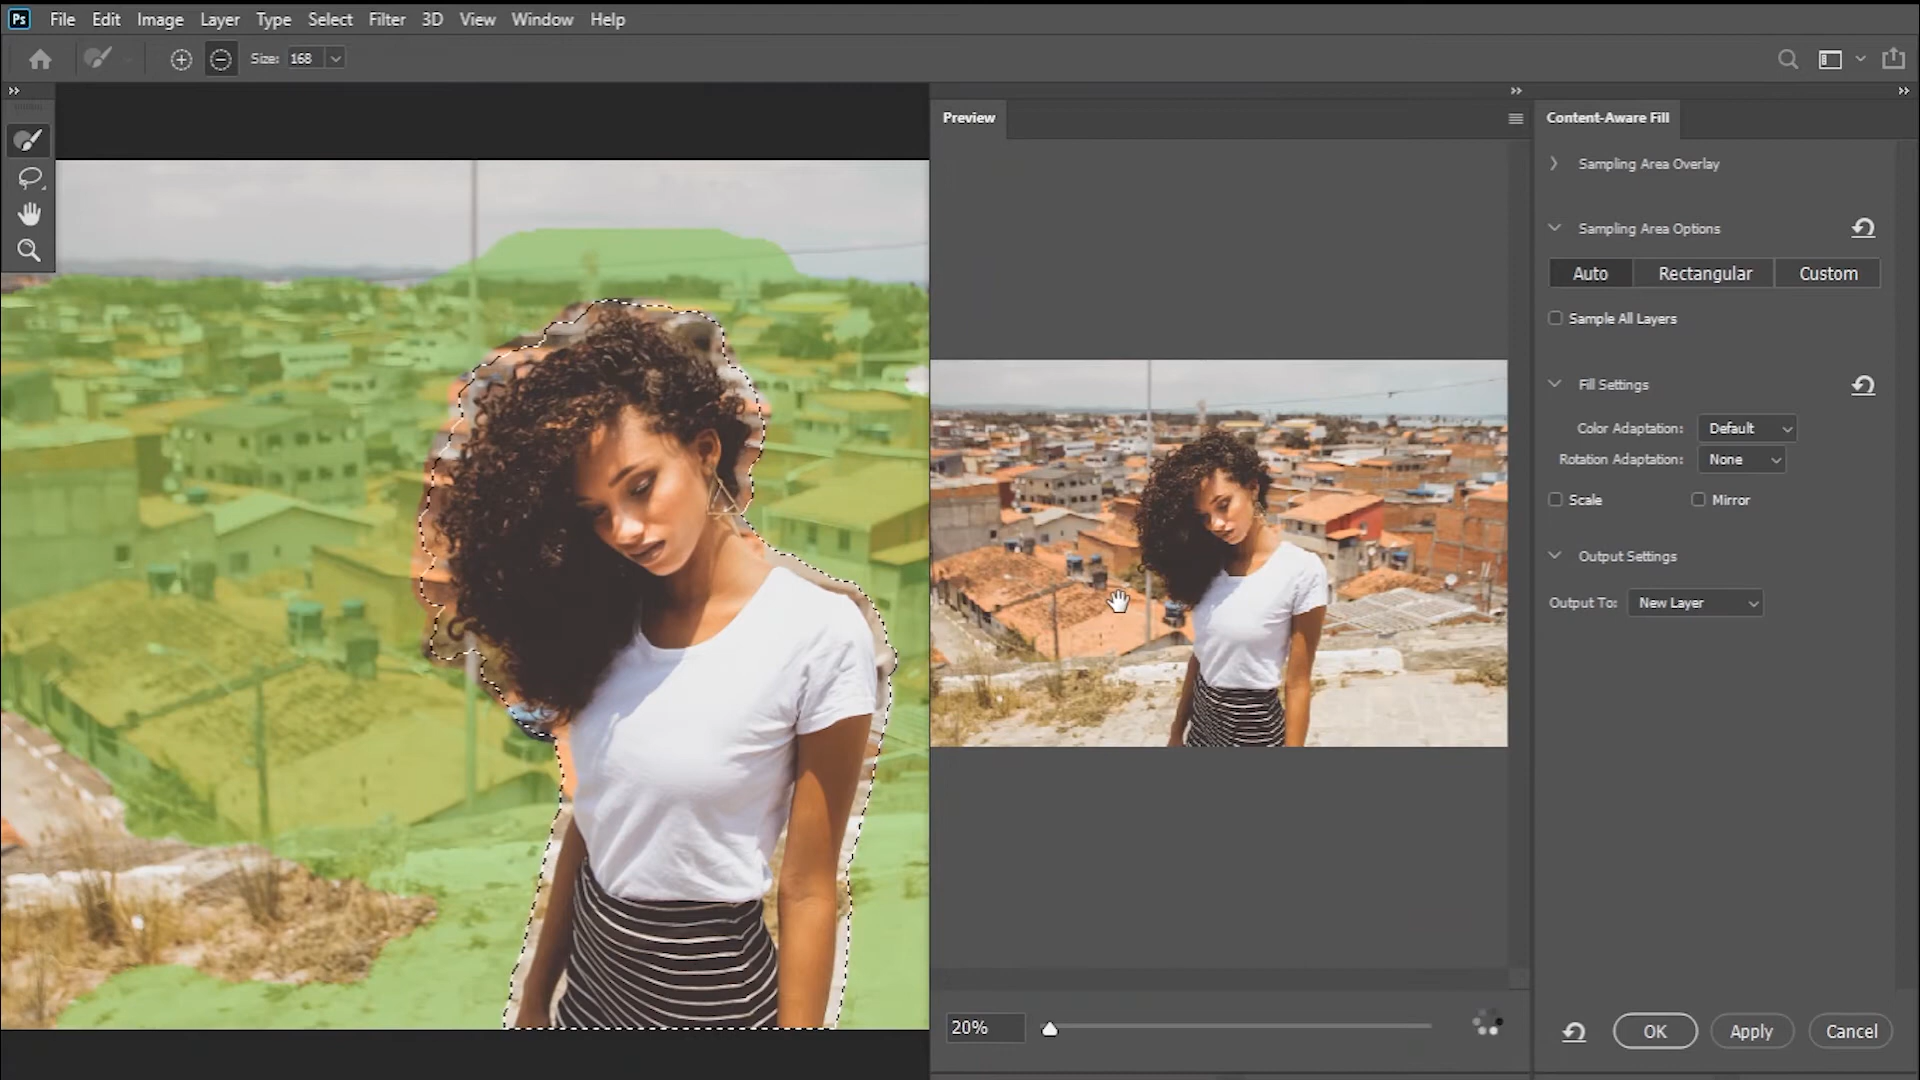 Ps File Edit Image Layer Type Select Filter 3D View Window Help
Size: 168
Preview
Content-Aware Fill
Sampling Area Overlay
Sampling Area Options
Auto Rectangular Custom
Sample All Layers
Fill Settings
Color Adaptation: Default
Rotation Adaptation: None
Scale Mirror
Output Settings
Output To: New Layer
20%
OK Apply Cancel